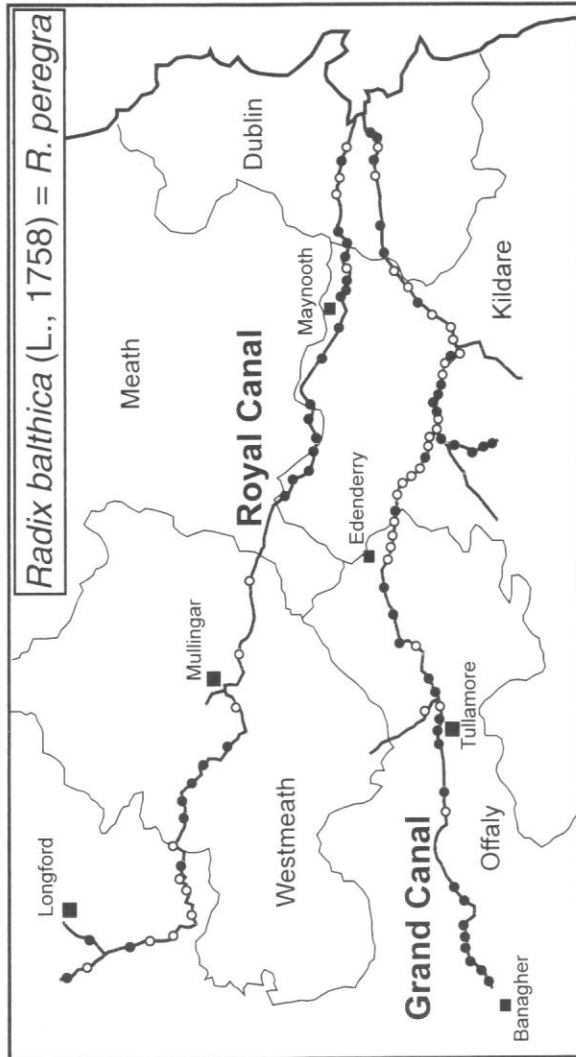 Radix balthica (L., 1758) = R. peregra
Longford
Mullingar
Meath
Dublin
Royal Canal
Maynooth
Westmeath
Edenderry
Kildare
Grand Canal
Tullamore
Offaly
Banagher